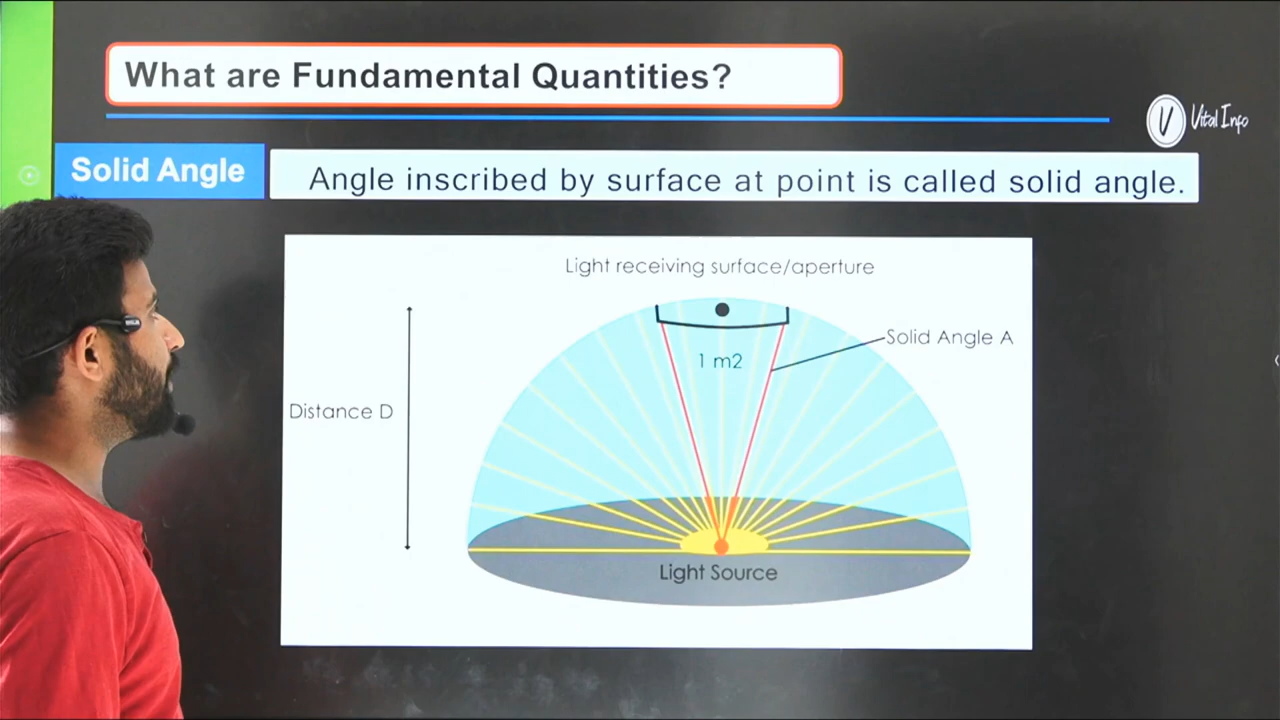 What are Fundamental Quantities?
V Vital Info
Solid Angle
Angle inscribed by surface at point is called solid angle.
Light receiving surface/aperture
Solid Angle A
1 m2
Distance D
Light Source